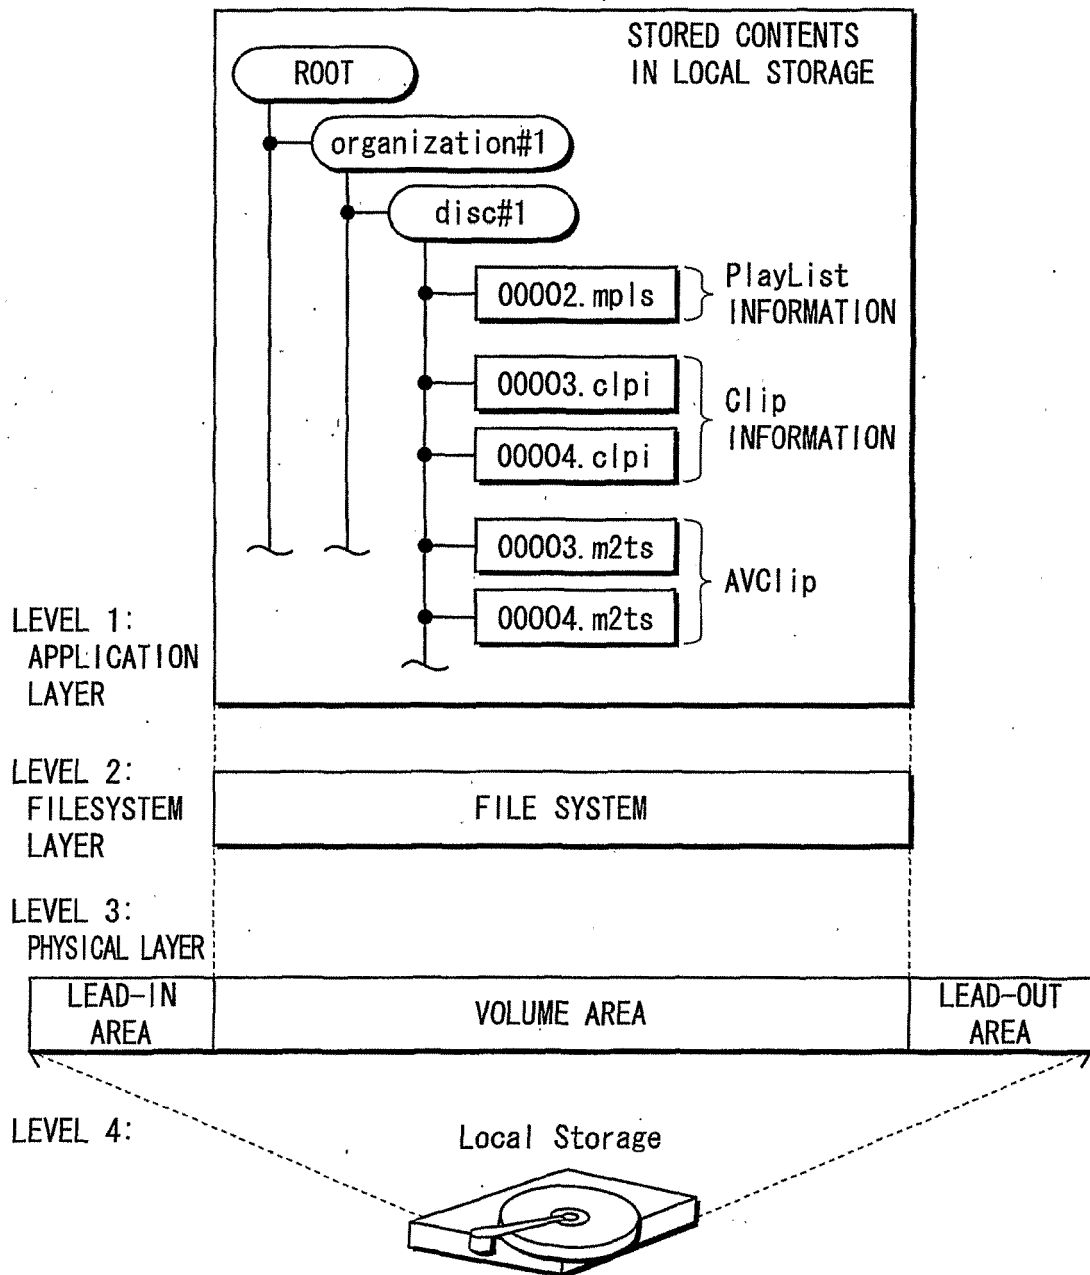 STORED CONTENTS
IN LOCAL STORAGE
ROOT
organization#1
disc#1
00002.mpls
PlayList
INFORMATION
00003.clpi
00004.clpi
Clip
INFORMATION
00003.m2ts
00004.m2ts
AVClip
LEVEL 1:
APPLICATION
LAYER
LEVEL 2:
FILESYSTEM
LAYER
FILE SYSTEM
LEVEL 3:
PHYSICAL LAYER
LEAD-IN
AREA
VOLUME AREA
LEAD-OUT
AREA
LEVEL 4:
Local Storage